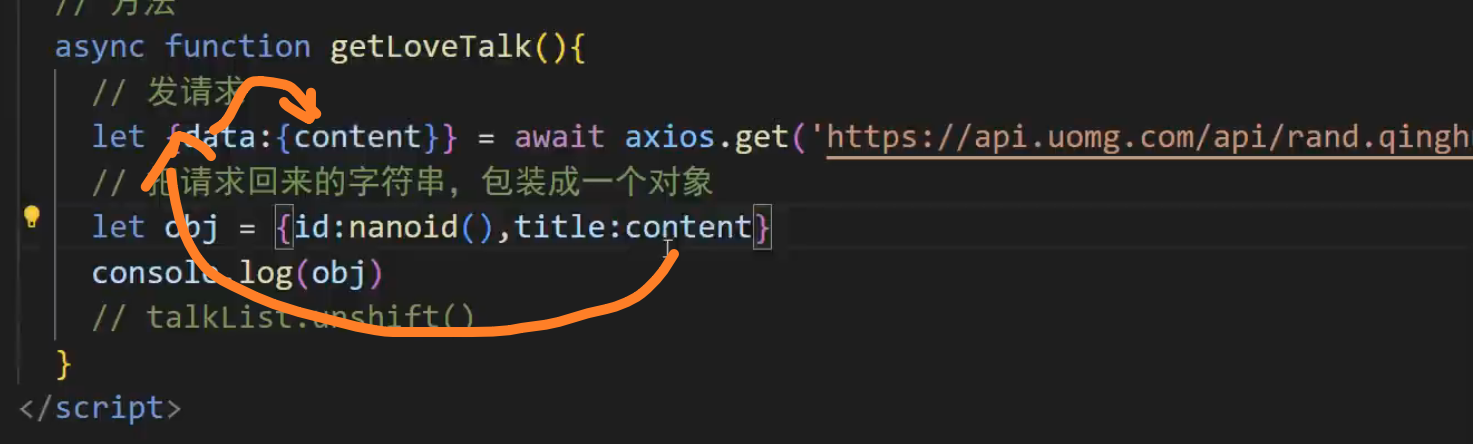 // 方法
async function getLoveTalk(){
// 发请求
let {data:{content}} = await axios.get('https://api.uomg.com/api/rand.qingh
// 把请求回来的字符串，包装成一个对象
let obj = {id:nanoid(),title:content}
console.log(obj)
// talkList.unshift()
}
</script>